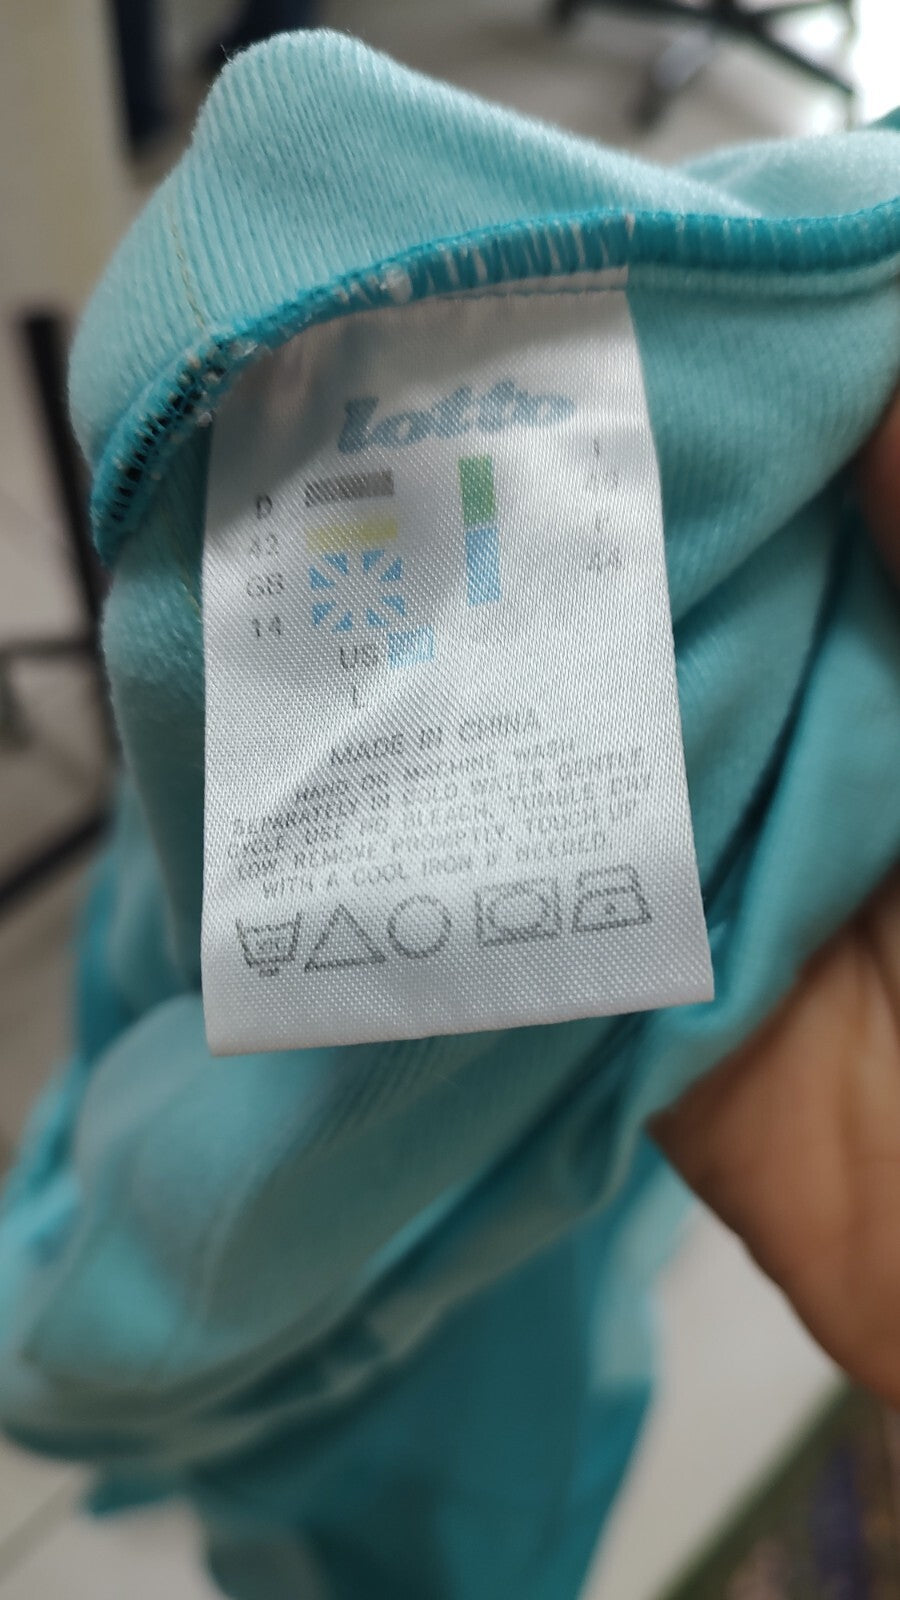 lotto
D
42
GB
14
US
L
44
MADE IN CHINA
HAND OR MACHINE WASH
SEPARATELY IN COLD WATER GENTLE
CYCLE USE NO BLEACH, TUMBLE DRY
LOW, REMOVE PROMPTLY, TOUCH UP
WITH A COOL IRON IF NEEDED.